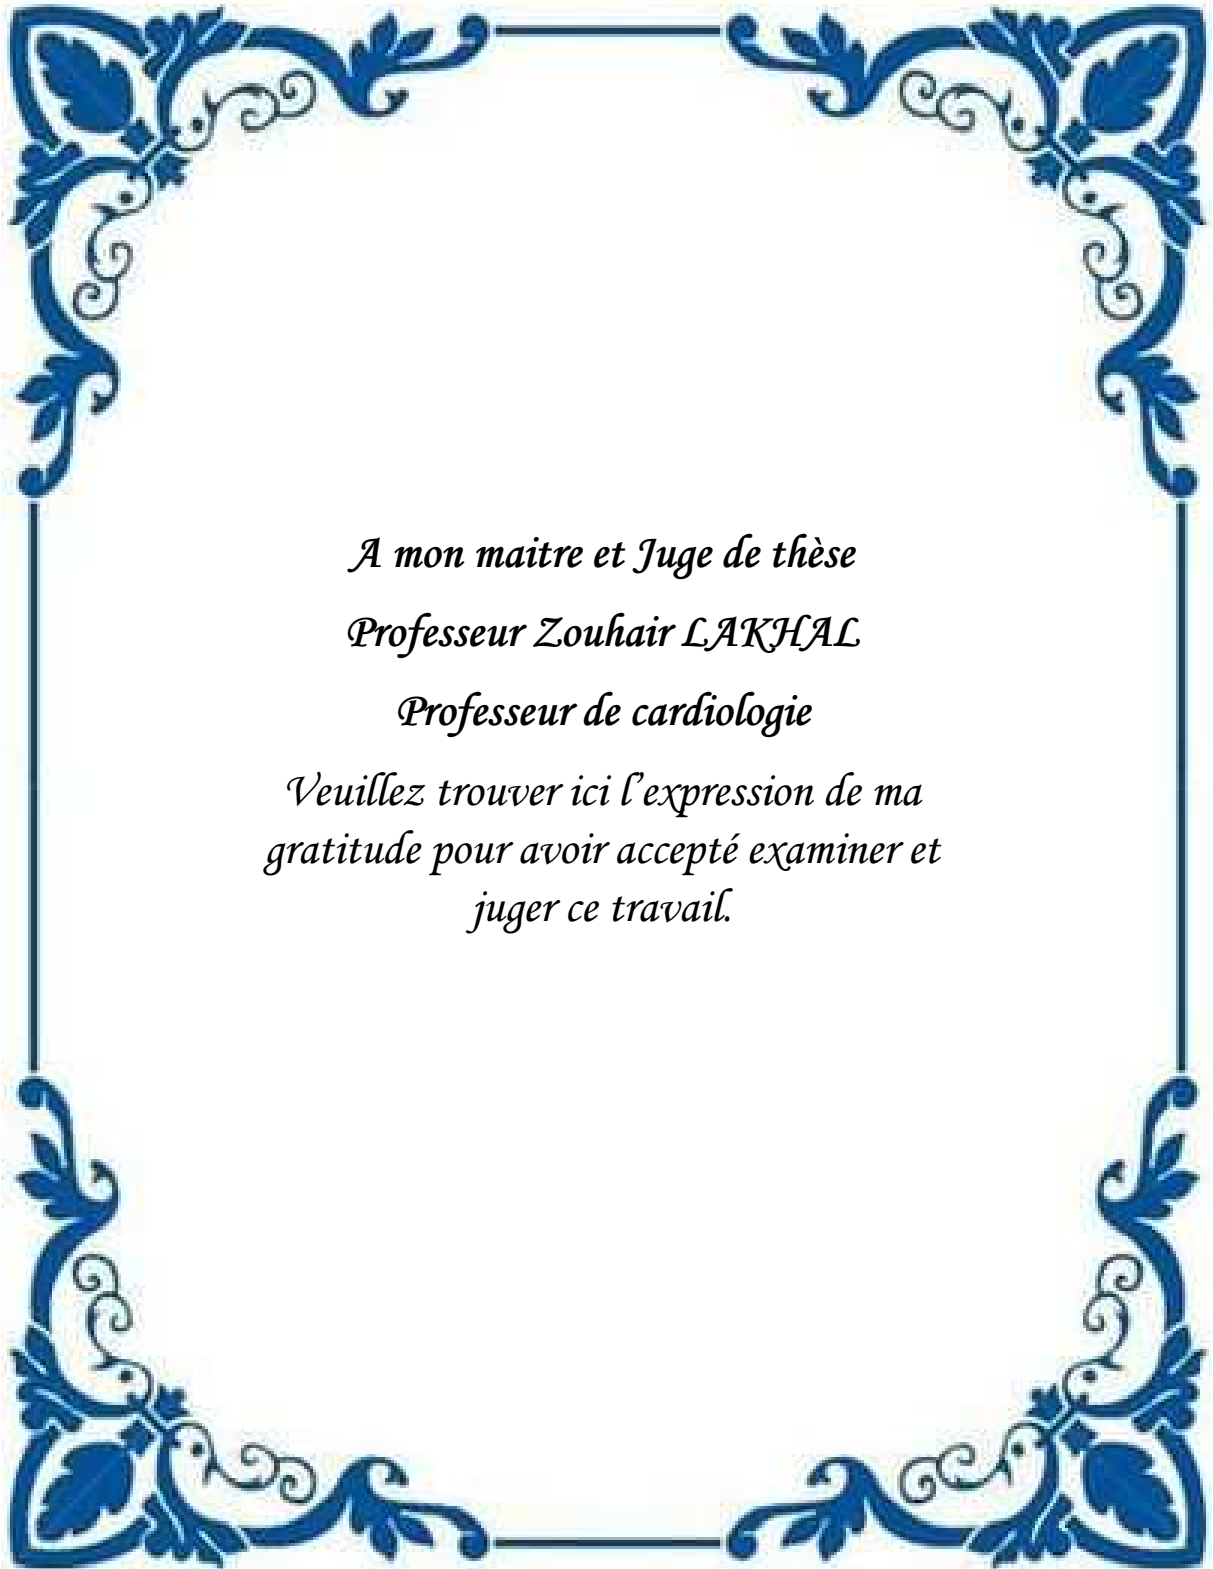 A mon maitre et Juge de thèse
Professeur Zouhair LAKHAL
Professeur de cardiologie
Veuillez trouver ici l’expression de ma
gratitude pour avoir accepté examiner et
juger ce travail.